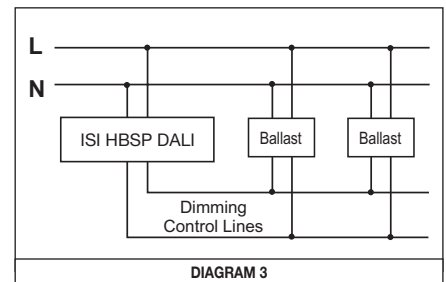 L
N
ISI HBSP DALI
Ballast
Ballast
Dimming
Control Lines
DIAGRAM 3